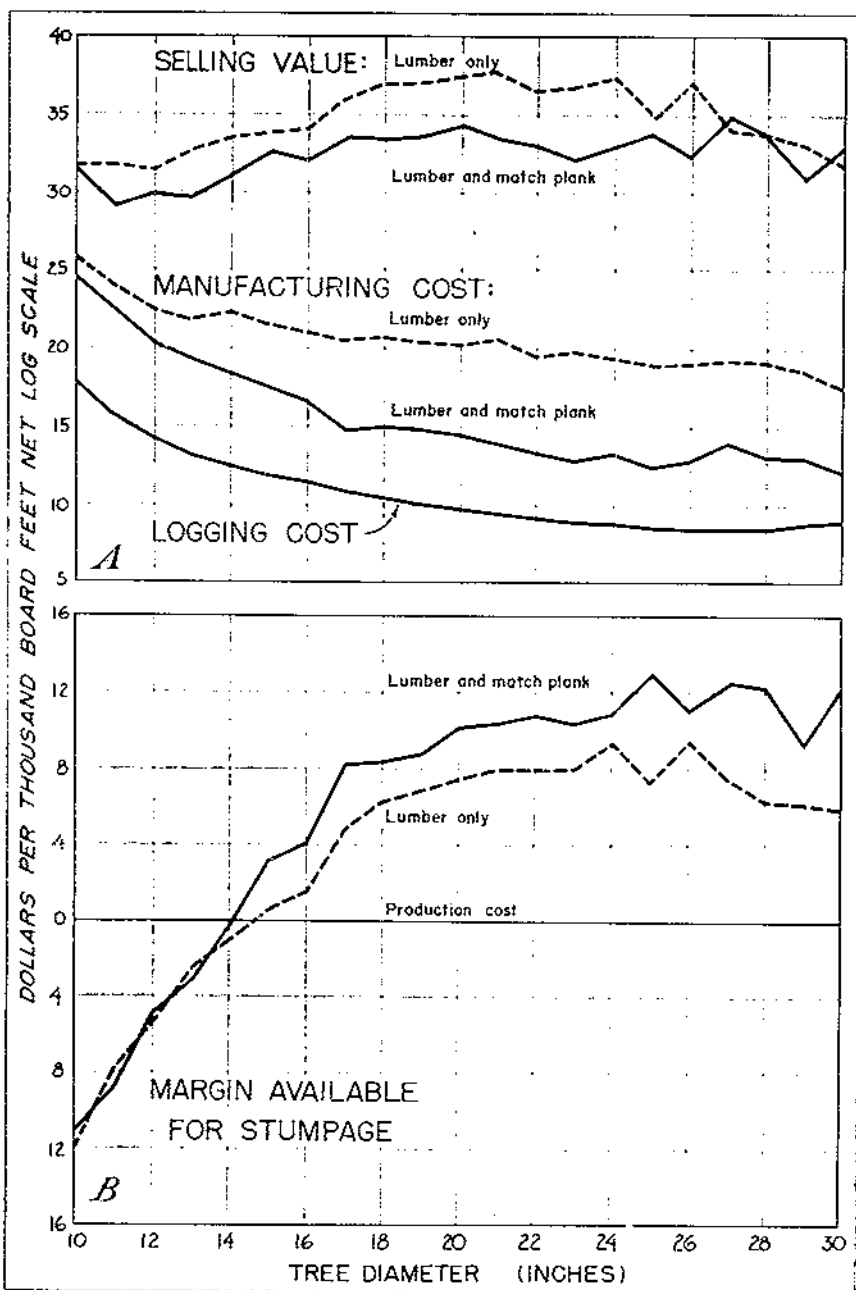 DOLLARS PER THOUSAND BOARD FEET NET LOG SCALE
40
35
30
25
20
15
10
5
SELLING VALUE:
Lumber only
Lumber and match plank
MANUFACTURING COST:
Lumber only
Lumber and match plank
LOGGING COST
A
16
12
8
4
0
4
8
12
16
Lumber and match plank
Lumber only
Production cost
MARGIN AVAILABLE
FOR STUMPAGE
B
10 12 14 16 18 20 22 24 26 28 30
TREE DIAMETER (INCHES)